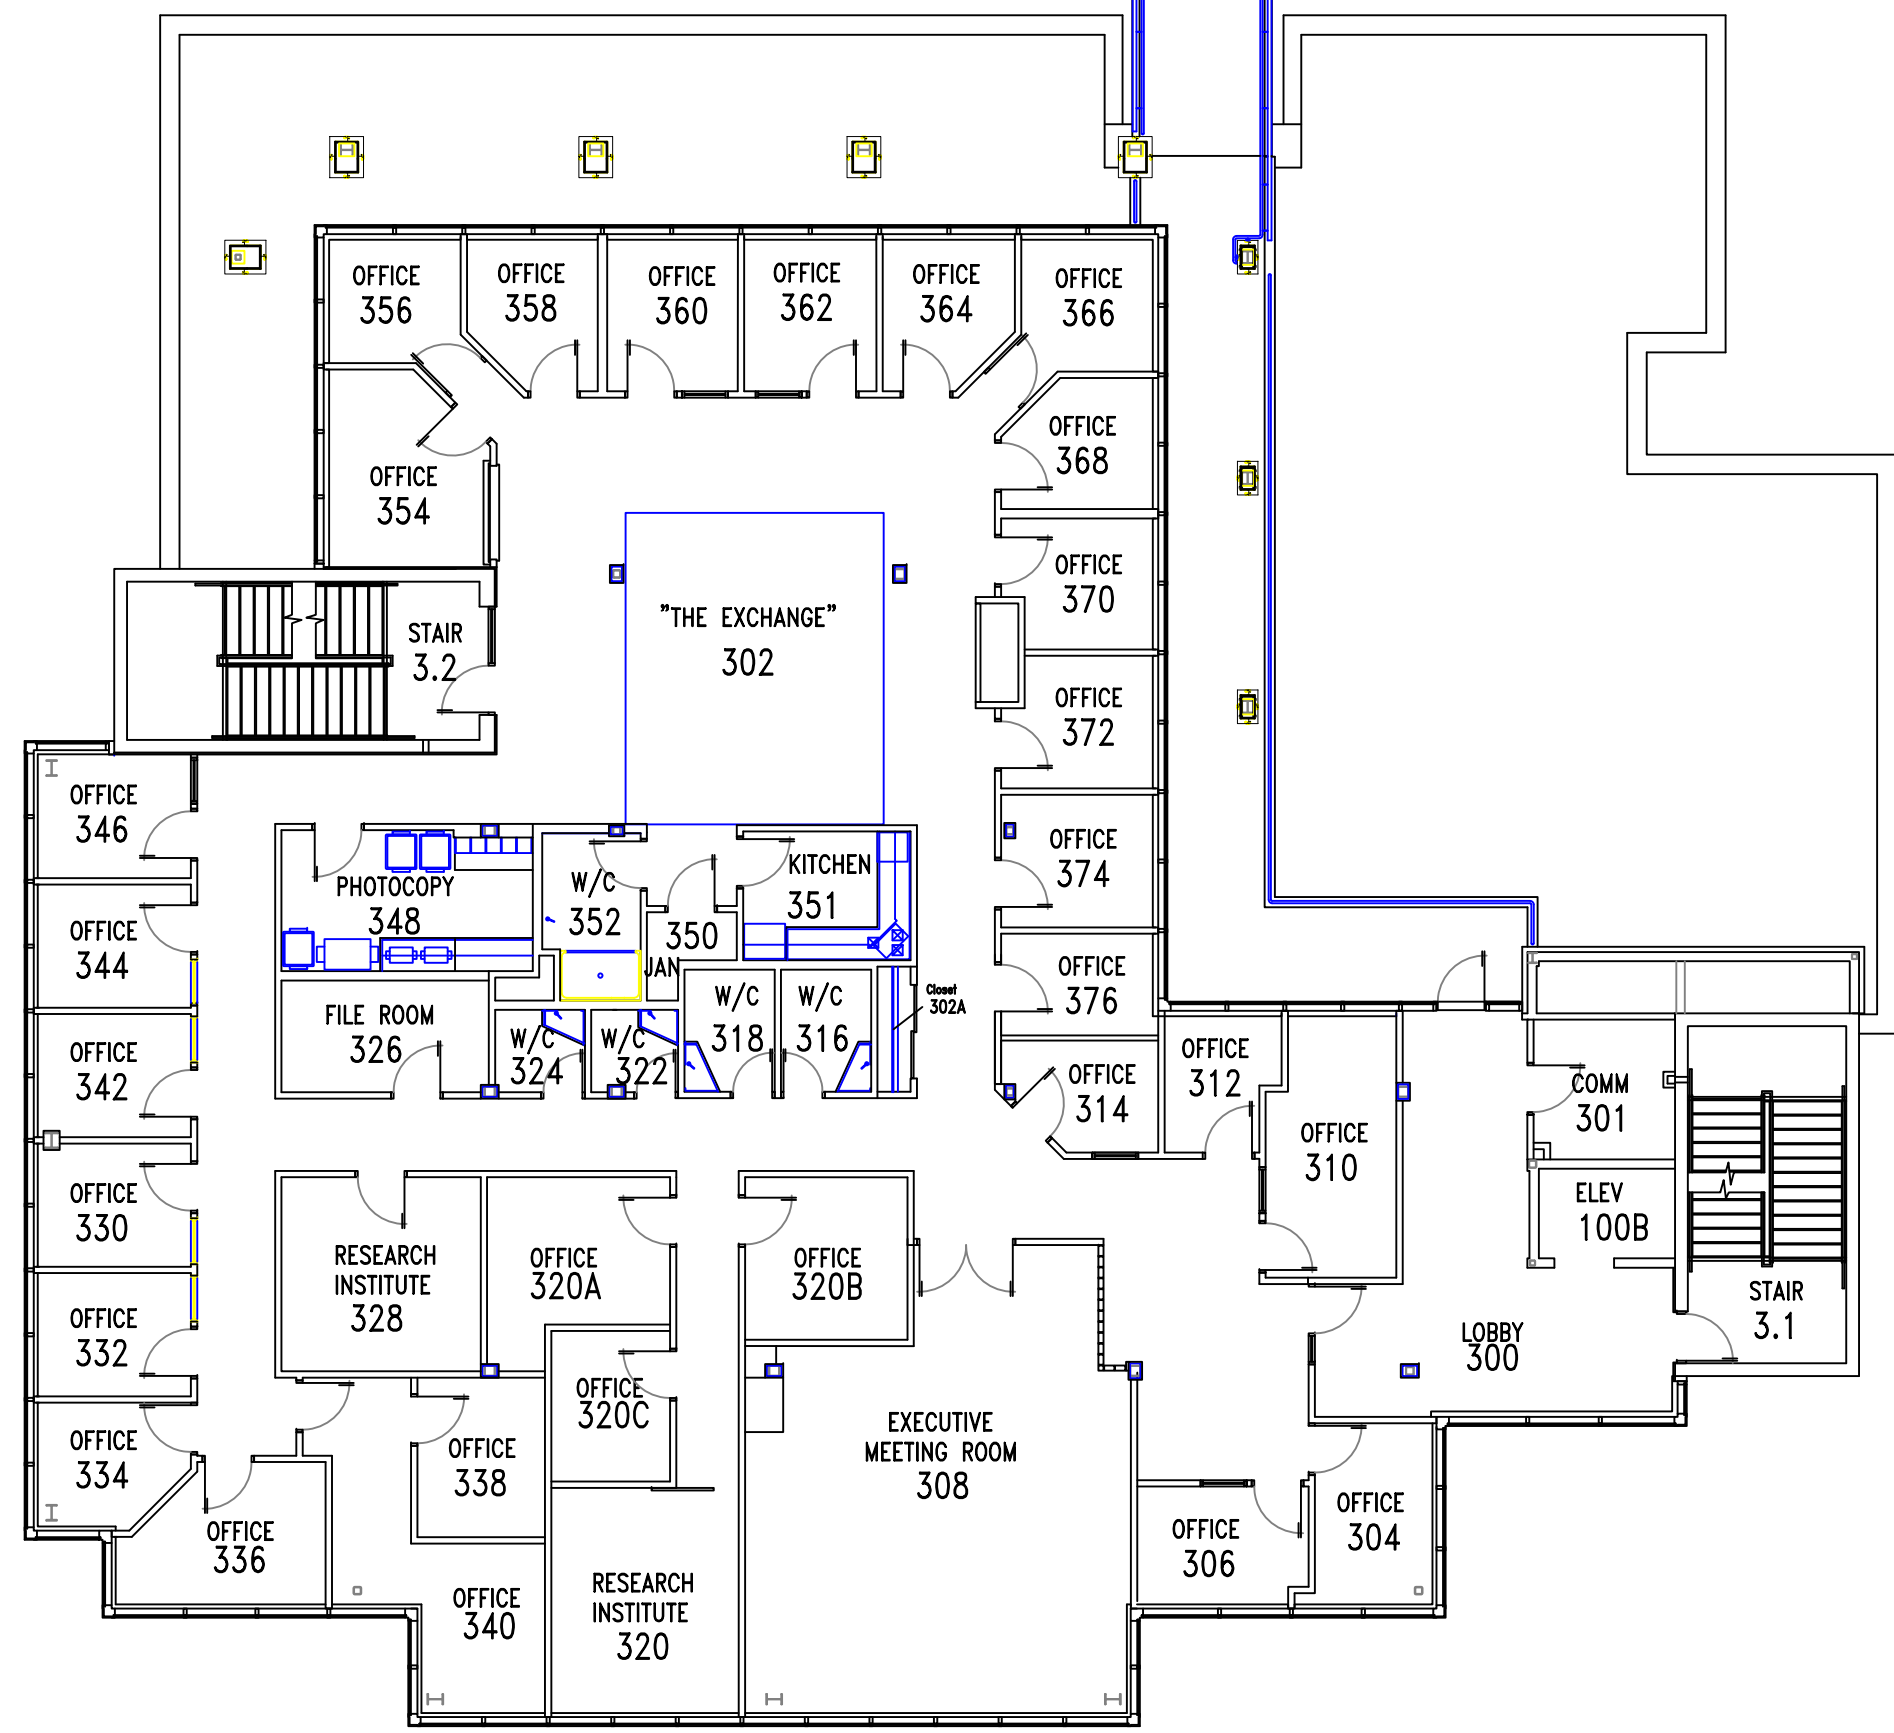 OFFICE
356
OFFICE
358
OFFICE
360
OFFICE
362
OFFICE
364
OFFICE
366
OFFICE
368
OFFICE
354
OFFICE
370
"THE EXCHANGE"
302
STAIR
3.2
OFFICE
372
OFFICE
346
PHOTOCOPY
348
W/C
352
350
JAN
KITCHEN
351
OFFICE
374
OFFICE
344
OFFICE
376
Closet
302A
FILE ROOM
326
W/C
324
W/C
322
W/C
318
W/C
316
OFFICE
342
OFFICE
314
OFFICE
312
OFFICE
310
COMM
301
OFFICE
330
ELEV
100B
RESEARCH
INSTITUTE
328
OFFICE
320A
OFFICE
320B
STAIR
3.1
OFFICE
332
LOBBY
300
OFFICE
320C
OFFICE
334
OFFICE
338
EXECUTIVE
MEETING ROOM
308
OFFICE
336
OFFICE
306
OFFICE
304
OFFICE
340
RESEARCH
INSTITUTE
320